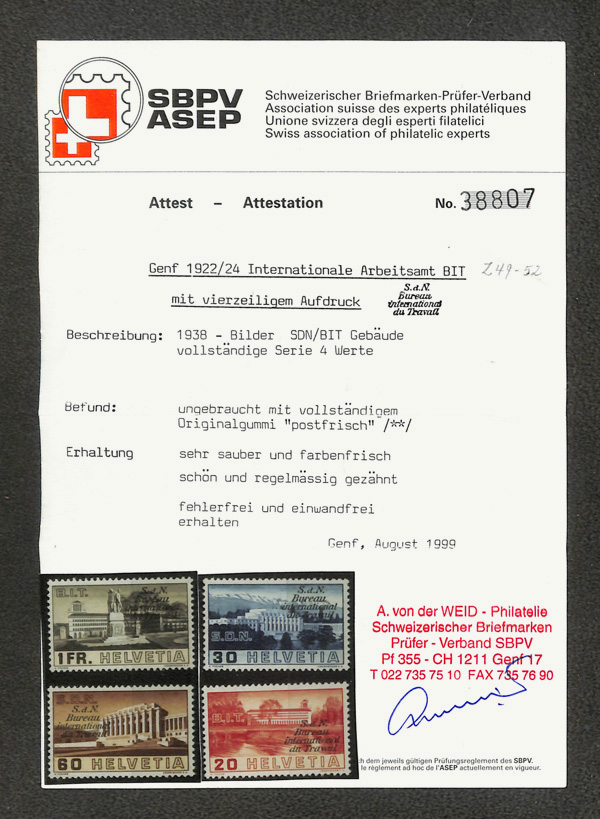 SBPV
ASEP
Schweizerischer Briefmarken-Prüfer-Verband
Association suisse des experts philatéliques
Unione svizzera degli esperti filatelici
Swiss association of philatelic experts
Attest – Attestation
No. 38807
Genf 1922/24 Internationale Arbeitsamt BIT
Z 49-52
mit vierzeiligem Aufdruck
S.d.N.
Bureau
international
du Travail
Beschreibung: 1938 - Bilder SDN/BIT Gebäude
vollständige Serie 4 Werte
Befund: ungebraucht mit vollständigem
Originalgummi "postfrisch" /**/
Erhaltung sehr sauber und farbenfrisch
schön und regelmässig gezähnt
fehlerfrei und einwandfrei
erhalten
Genf, August 1999
B.I.T.
S.d.N.
Bureau
international
du Travail
1FR. HELVETIA
S.d.N.
Bureau
international
du Travail
S.D.N.
30 HELVETIA
S.d.N.
Bureau
international
du Travail
60 HELVETIA
B.I.T.
S.d.N.
Bureau
international
du Travail
20 HELVETIA
A. von der WEID - Philatelie
Schweizerischer Briefmarken
Prüfer - Verband SBPV
Pf 355 - CH 1211 Genf 17
T 022 735 75 10 FAX 735 76 90
dem jeweils gültigen Prüfungsreglement des SBPV.
le règlement ad hoc de l'ASEP actuellement en vigueur.